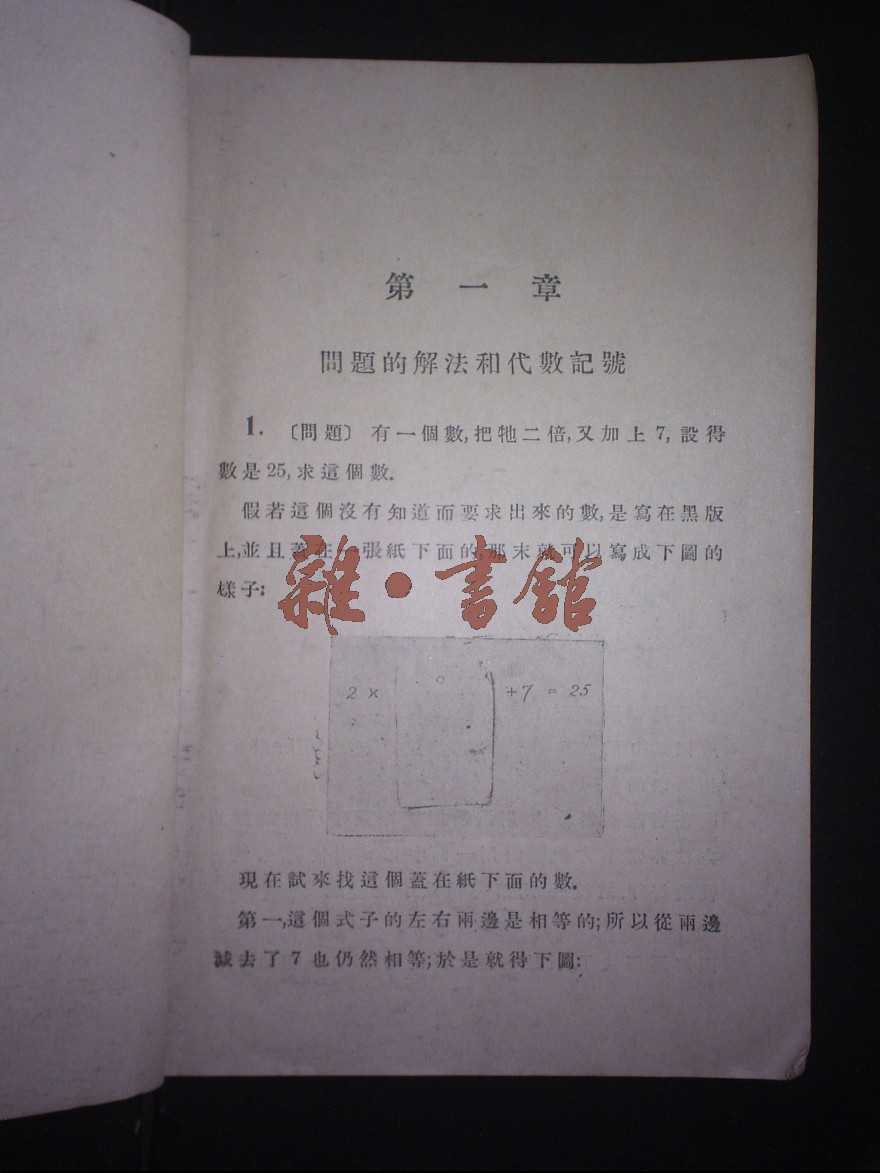 第一章
問題的解法和代數記號
1. 〔問題〕 有一個數,把牠二倍,又加上7,設得
數是25,求這個數.
假若這個沒有知道而要求出來的數,是寫在黑版
上,並且蓋在一張紙下面的,那末就可以寫成下圖的
樣子:
雜·書館
2 × +7 = 25
現在試來找這個蓋在紙下面的數.
第一,這個式子的左右兩邊是相等的;所以從兩邊
減去了7也仍然相等;於是就得下圖: